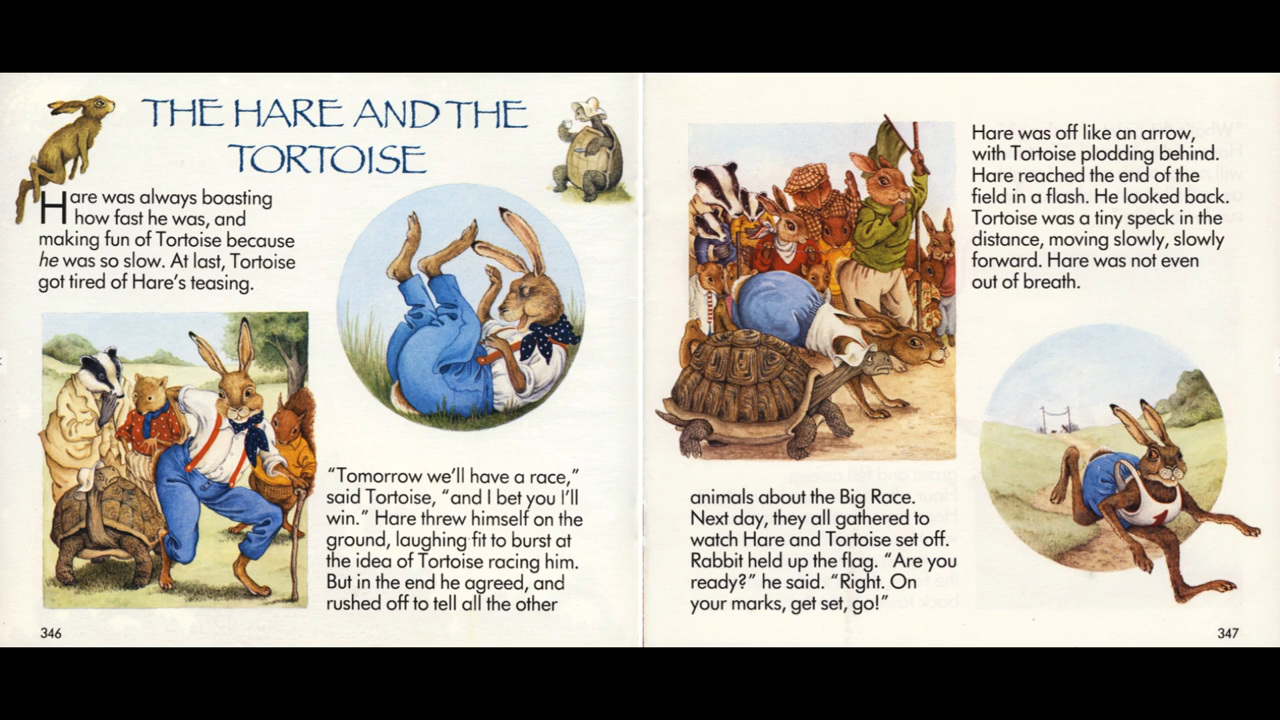 THE HARE AND THE
TORTOISE
Hare was always boasting
how fast he was, and
making fun of Tortoise because
he was so slow. At last, Tortoise
got tired of Hare's teasing.
“Tomorrow we'll have a race,”
said Tortoise, “and I bet you I'll
win.” Hare threw himself on the
ground, laughing fit to burst at
the idea of Tortoise racing him.
But in the end he agreed, and
rushed off to tell all the other
346
animals about the Big Race.
Next day, they all gathered to
watch Hare and Tortoise set off.
Rabbit held up the flag. “Are you
ready?” he said. “Right. On
your marks, get set, go!”
Hare was off like an arrow,
with Tortoise plodding behind.
Hare reached the end of the
field in a flash. He looked back.
Tortoise was a tiny speck in the
distance, moving slowly, slowly
forward. Hare was not even
out of breath.
347